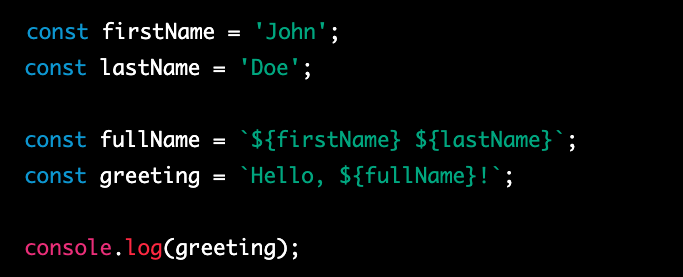 const firstName = 'John';
const lastName = 'Doe';
const fullName = `${firstName} ${lastName}`;
const greeting = `Hello, ${fullName}!`;
console.log(greeting);